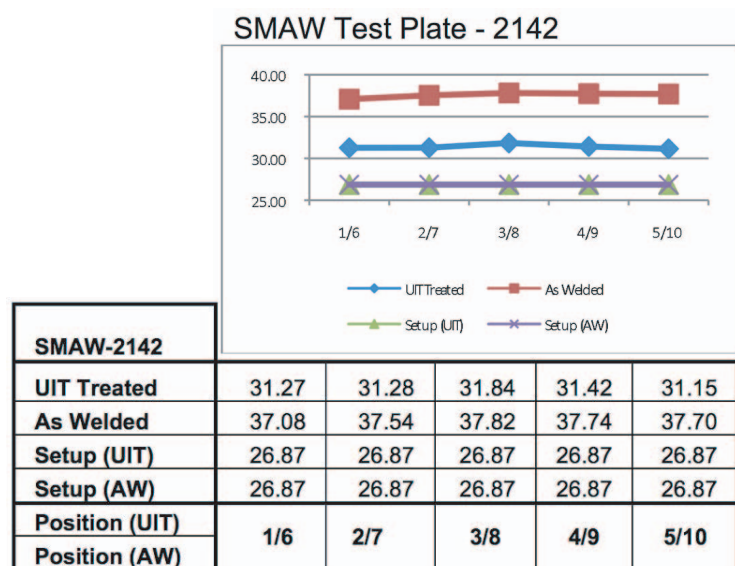 SMAW Test Plate - 2142
40.00
35.00
30.00
25.00
1/6 2/7 3/8 4/9 5/10
UIT Treated As Welded
Setup (UIT) Setup (AW)
SMAW-2142
UIT Treated 31.27 31.28 31.84 31.42 31.15
As Welded 37.08 37.54 37.82 37.74 37.70
Setup (UIT) 26.87 26.87 26.87 26.87 26.87
Setup (AW) 26.87 26.87 26.87 26.87 26.87
Position (UIT) 1/6 2/7 3/8 4/9 5/10
Position (AW)